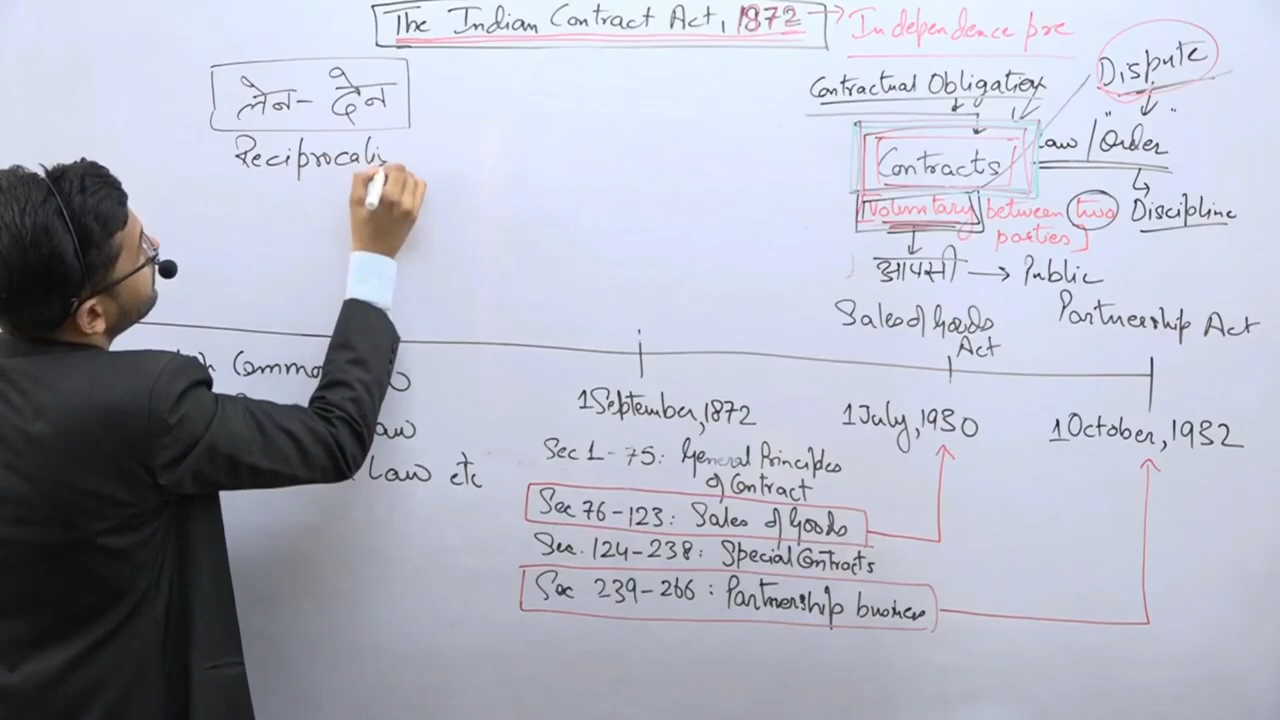 The Indian Contract Act, 1872 → Independence pre
लेन-देन
Reciprocali
Contractual Obligation
Dispute
Law / "Order"
Contracts
Discipline
[Voluntary between two
parties]
आपसी → Public
Sales of Goods
Act
Partnership Act
Common
aw
Law etc
1 September, 1872
1 July, 1930
1 October, 1932
Sec 1-75: General Principles
of Contract
Sec 76-123: Sales of Goods
Sec. 124-238: Special Contracts
Sec 239-266: Partnership business